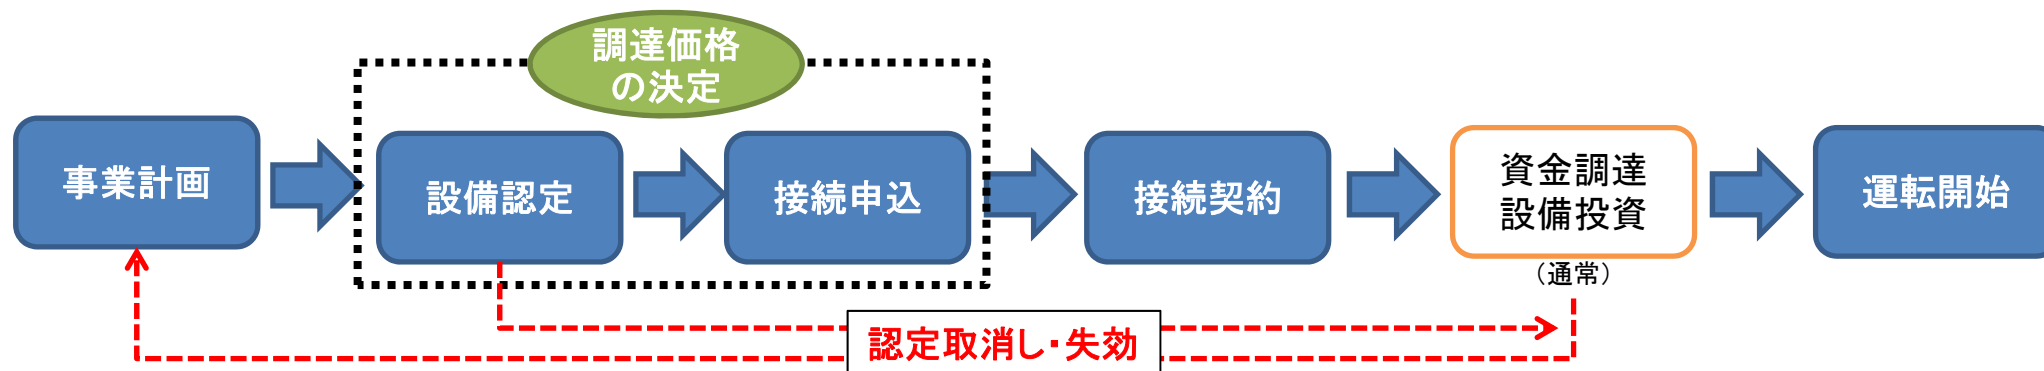 調達価格
の決定
事業計画
設備認定
接続申込
接続契約
資金調達
設備投資
（通常）
運転開始
認定取消し・失効